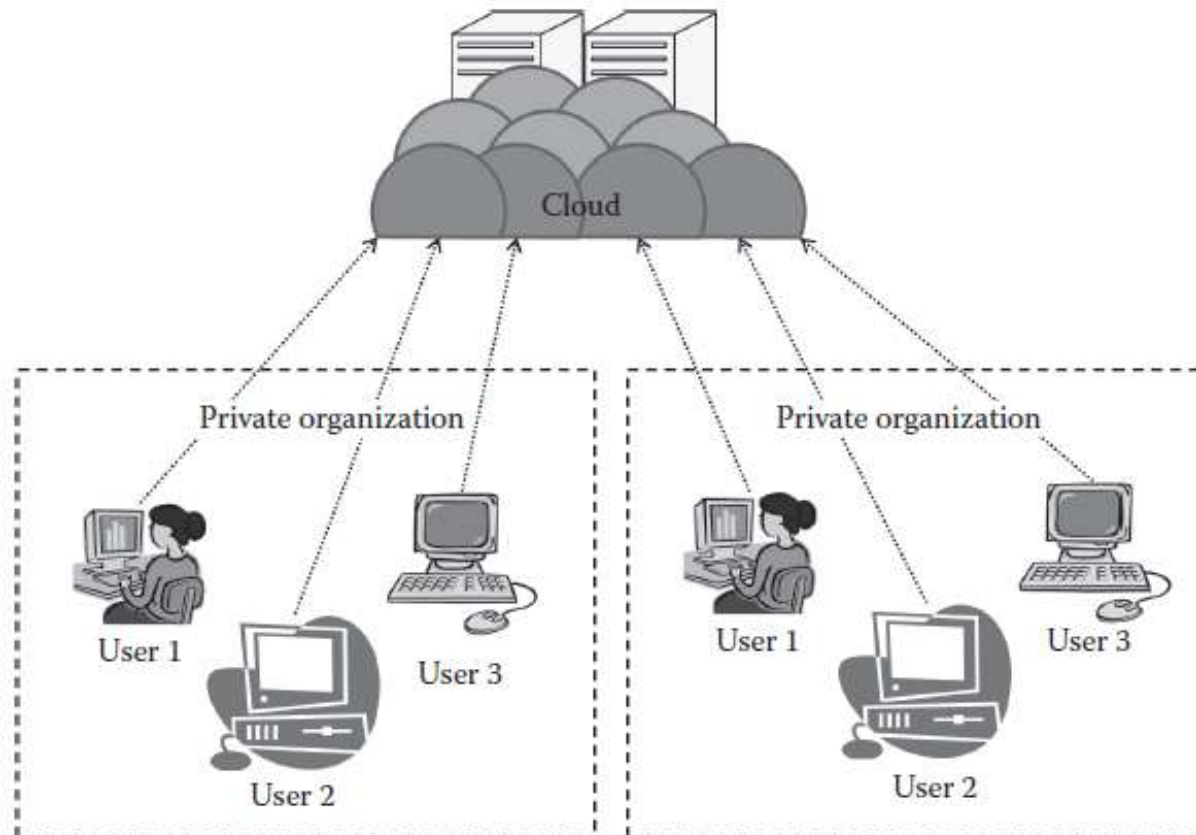 Cloud
Private organization
User 1
User 2
User 3
Private organization
User 1
User 2
User 3